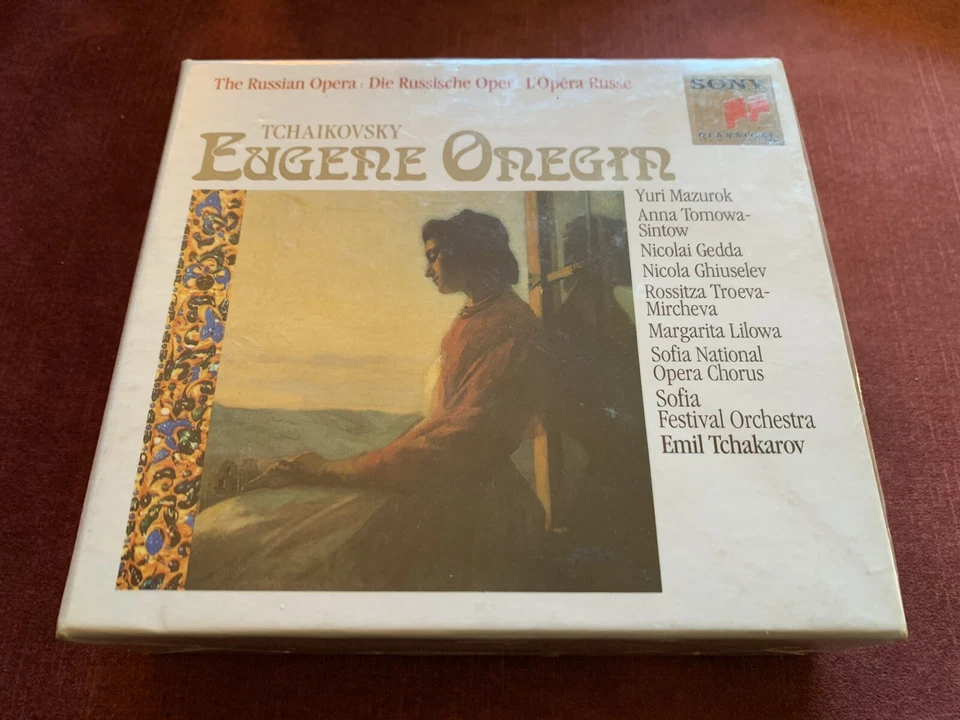 The Russian Opera · Die Russische Oper · L'Opéra Russe
SONY
CLASSICAL
TCHAIKOVSKY
EUGENE ONEGIN
Yuri Mazurok
Anna Tomowa-
Sintow
Nicolai Gedda
Nicola Ghiuselev
Rossitza Troeva-
Mircheva
Margarita Lilowa
Sofia National
Opera Chorus
Sofia
Festival Orchestra
Emil Tchakarov